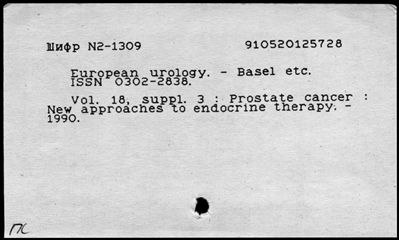 Шифр N2-1309 910520125728
European urology. - Basel etc.
ISSN 0302-2838.
Vol. 18, suppl. 3 : Prostate cancer :
New approaches to endocrine therapy. -
1990.
ПС